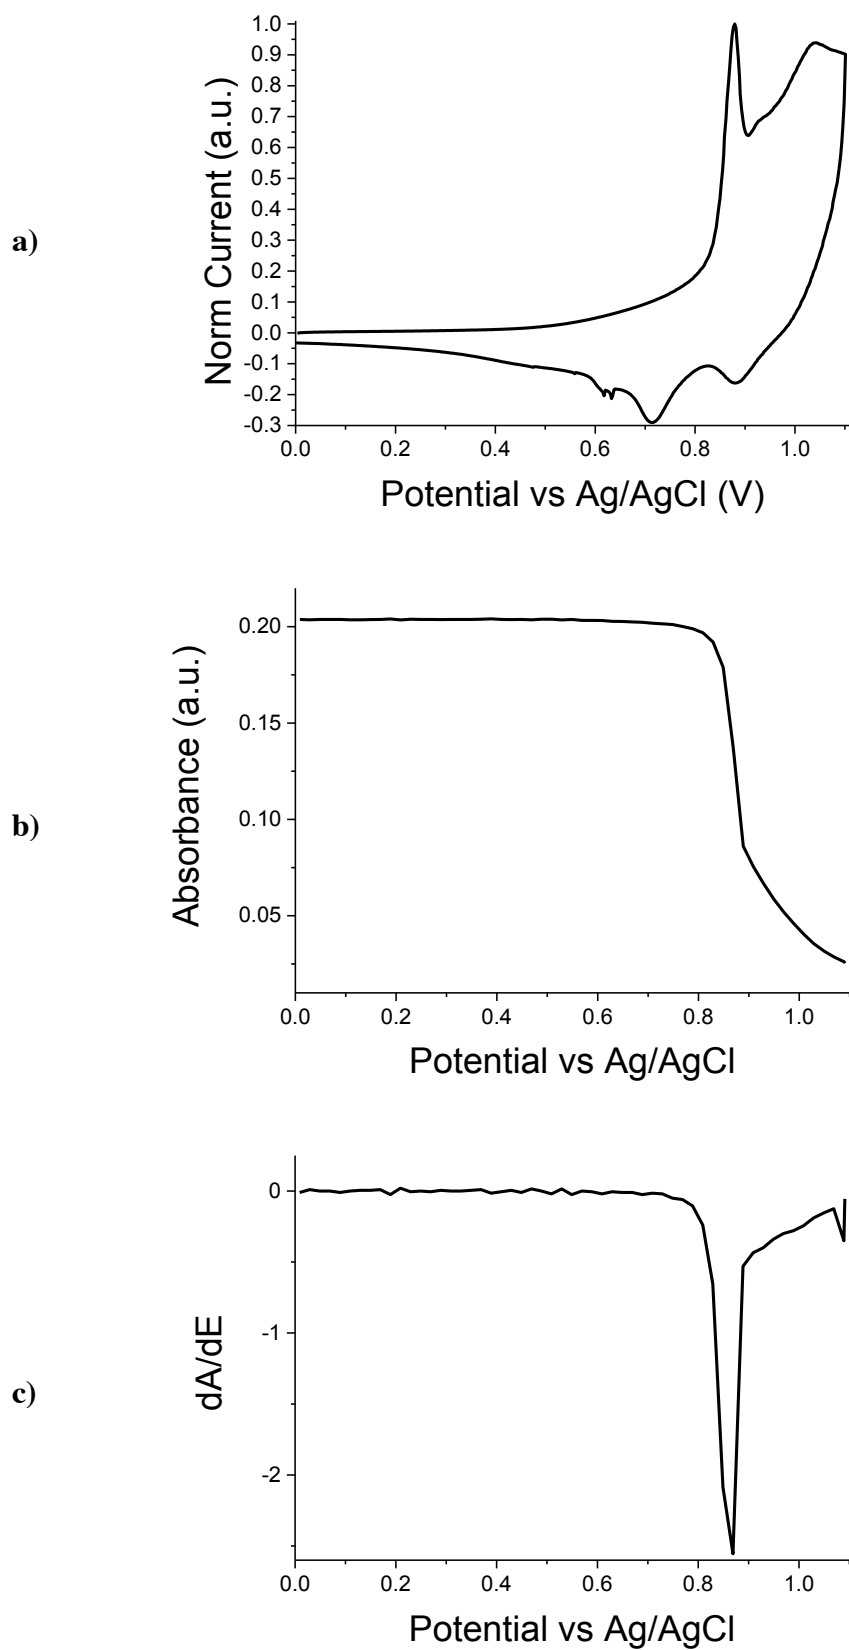 a)
Norm Current (a.u.)
1.0
0.9
0.8
0.7
0.6
0.5
0.4
0.3
0.2
0.1
0.0
-0.1
-0.2
-0.3
0.0 0.2 0.4 0.6 0.8 1.0
Potential vs Ag/AgCl (V)
b)
Absorbance (a.u.)
0.20
0.15
0.10
0.05
0.0 0.2 0.4 0.6 0.8 1.0
Potential vs Ag/AgCl
c)
dA/dE
0
-1
-2
0.0 0.2 0.4 0.6 0.8 1.0
Potential vs Ag/AgCl